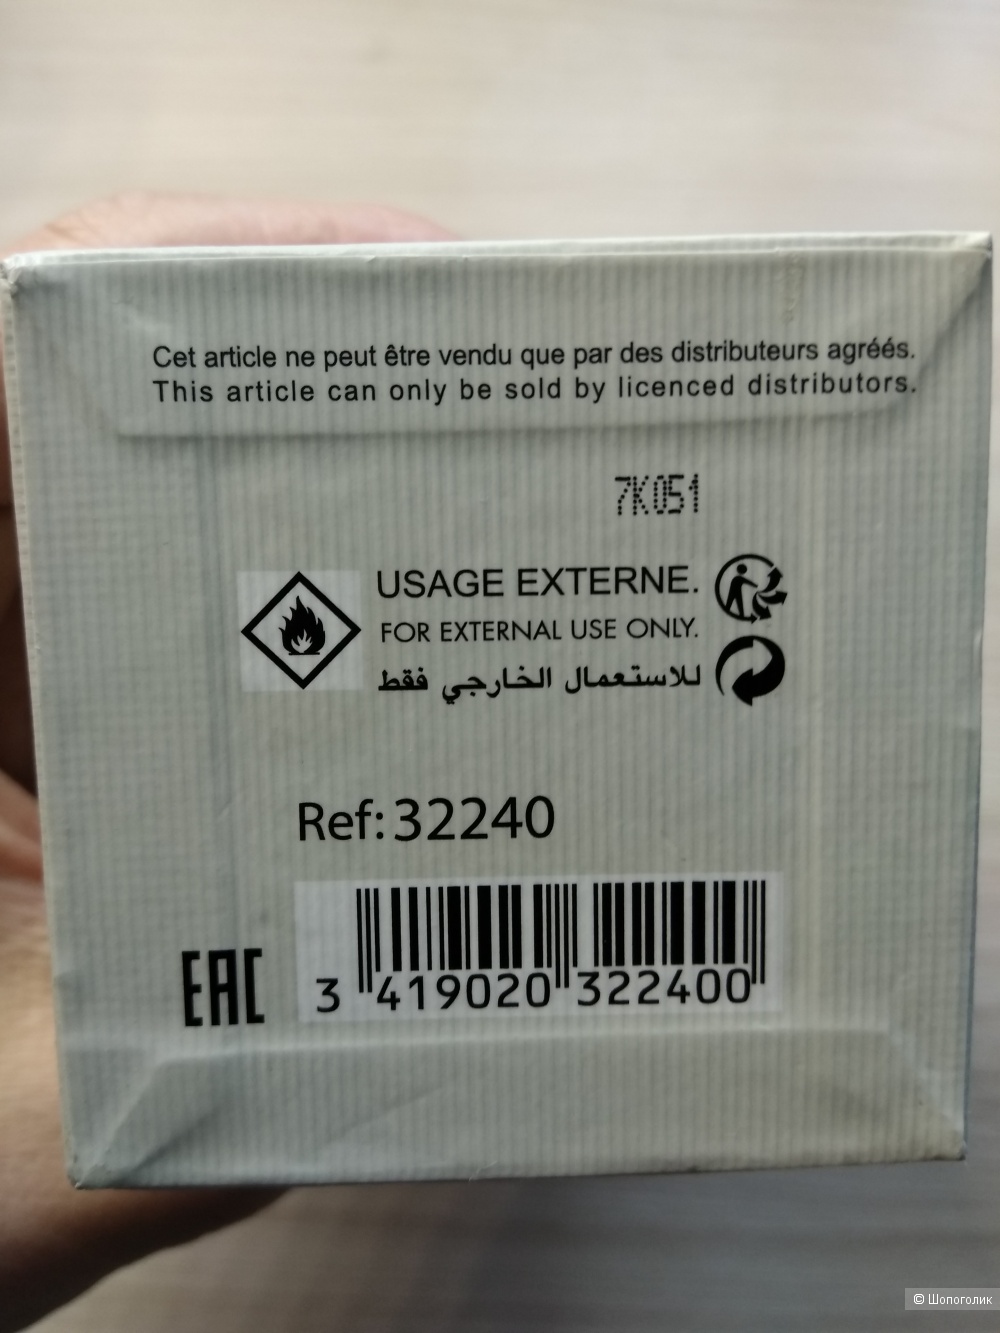 Cet article ne peut être vendu que par des distributeurs agréés.
This article can only be sold by licenced distributors.
7K051
USAGE EXTERNE.
FOR EXTERNAL USE ONLY.
للاستعمال الخارجي فقط
Ref: 32240
EAC
3 419020 322400
© Шопоголик